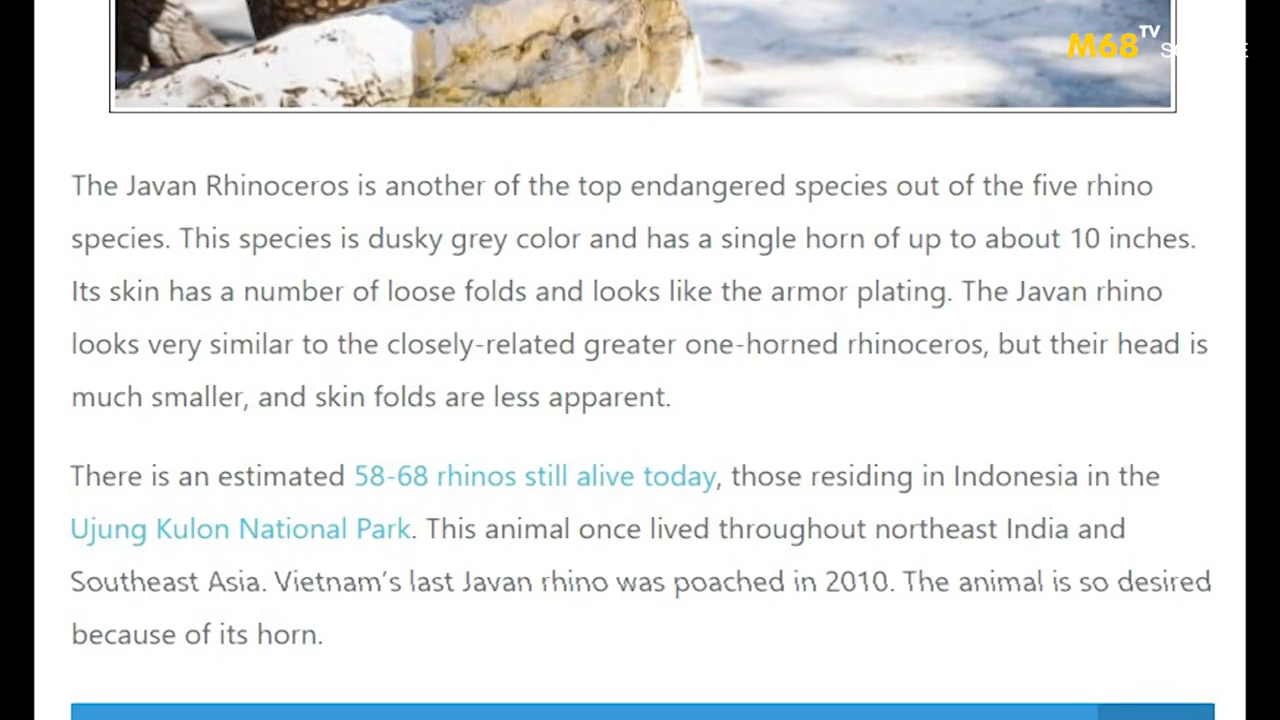 M68 TV
The Javan Rhinoceros is another of the top endangered species out of the five rhino
species. This species is dusky grey color and has a single horn of up to about 10 inches.
Its skin has a number of loose folds and looks like the armor plating. The Javan rhino
looks very similar to the closely-related greater one-horned rhinoceros, but their head is
much smaller, and skin folds are less apparent.
There is an estimated 58-68 rhinos still alive today, those residing in Indonesia in the
Ujung Kulon National Park. This animal once lived throughout northeast India and
Southeast Asia. Vietnam's last Javan rhino was poached in 2010. The animal is so desired
because of its horn.